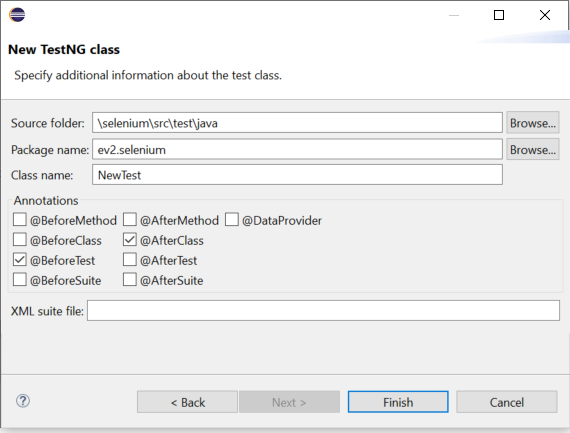 New TestNG class
Specify additional information about the test class.
Source folder: \selenium\src\test\java Browse...
Package name: ev2.selenium Browse...
Class name: NewTest
Annotations
@BeforeMethod @AfterMethod @DataProvider
@BeforeClass @AfterClass
@BeforeTest @AfterTest
@BeforeSuite @AfterSuite
XML suite file:
? < Back Next > Finish Cancel